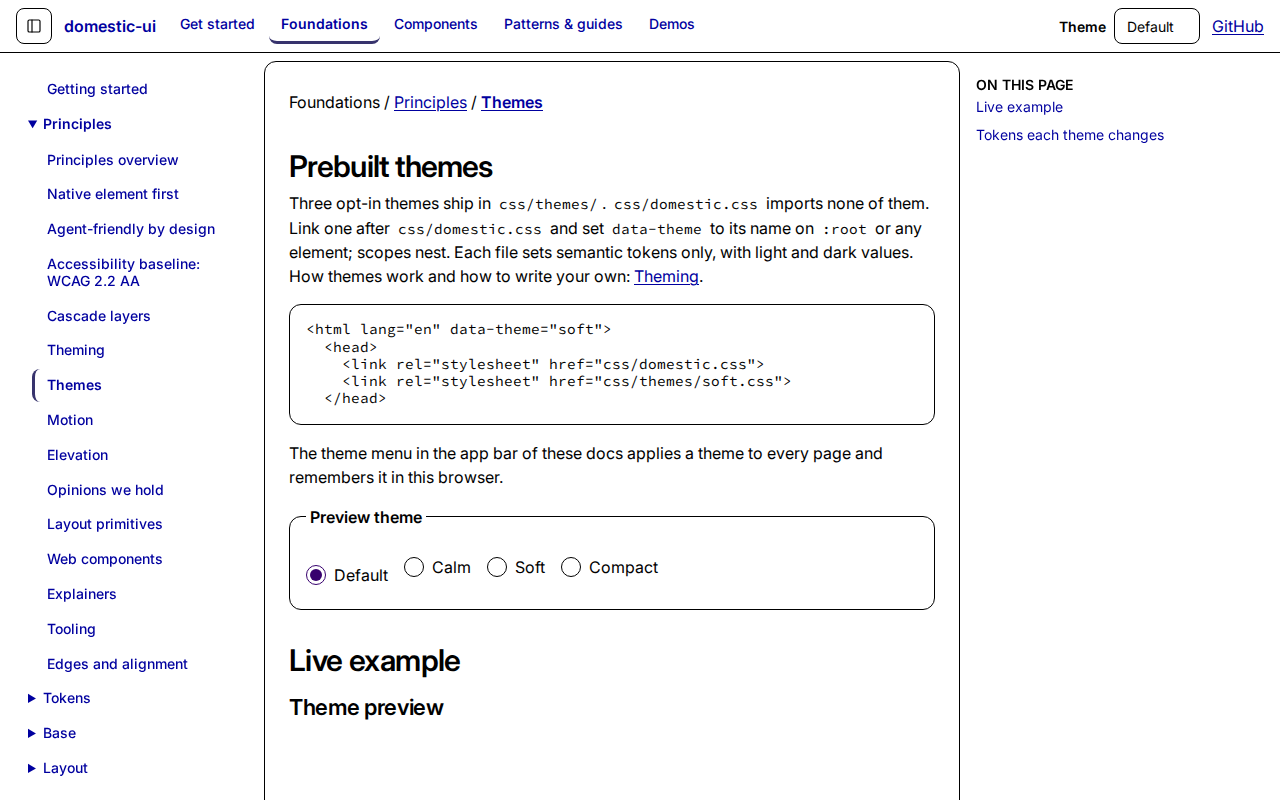 domestic-ui
Get started
Foundations
Components
Patterns & guides
Demos
Theme
Default
GitHub
Getting started
Principles
Principles overview
Native element first
Agent-friendly by design
Accessibility baseline:
WCAG 2.2 AA
Cascade layers
Theming
Themes
Motion
Elevation
Opinions we hold
Layout primitives
Web components
Explainers
Tooling
Edges and alignment
Tokens
Base
Layout
Foundations / Principles / Themes
Prebuilt themes
Three opt-in themes ship in css/themes/. css/domestic.css imports none of them.
Link one after css/domestic.css and set data-theme to its name on :root or any
element; scopes nest. Each file sets semantic tokens only, with light and dark values.
How themes work and how to write your own: Theming.
<html lang="en" data-theme="soft">
  <head>
    <link rel="stylesheet" href="css/domestic.css">
    <link rel="stylesheet" href="css/themes/soft.css">
  </head>
The theme menu in the app bar of these docs applies a theme to every page and
remembers it in this browser.
Preview theme
Default
Calm
Soft
Compact
Live example
Theme preview
ON THIS PAGE
Live example
Tokens each theme changes